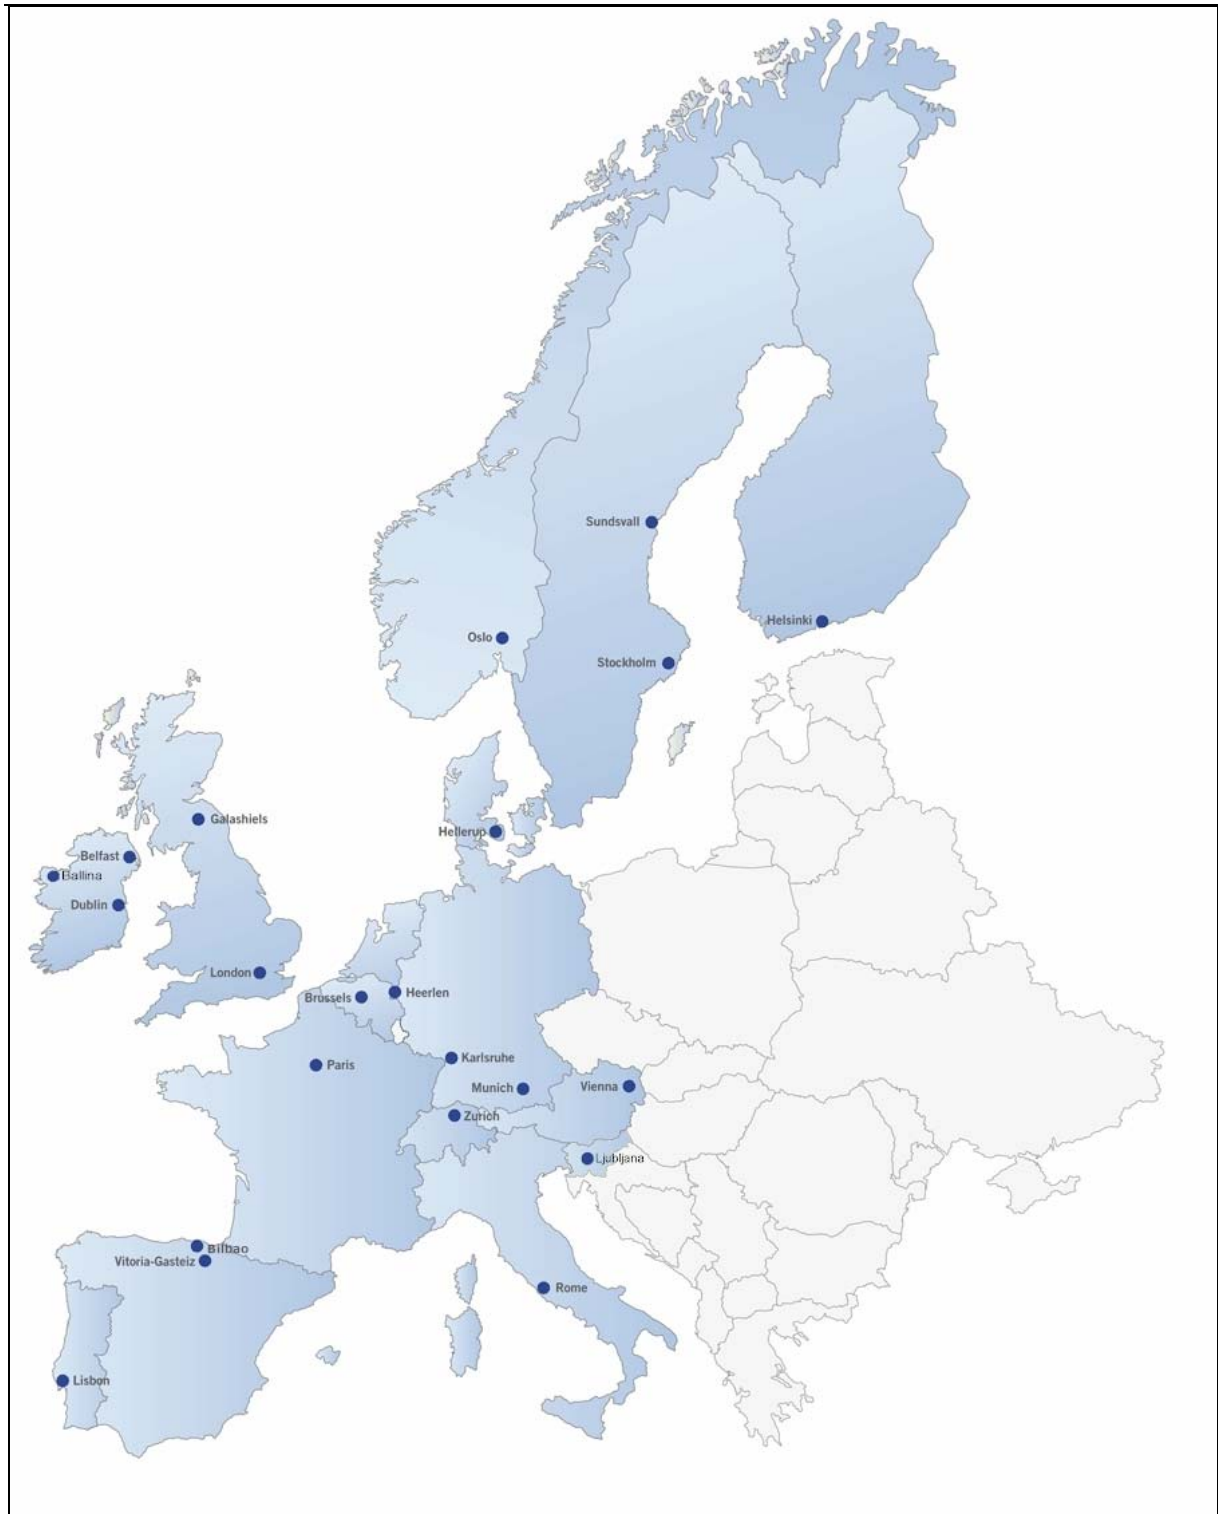 Sundsvall
Helsinki
Oslo
Stockholm
Galashiels
Hellerup
Belfast
Ballina
Dublin
London
Brussels
Heerlen
Karlsruhe
Paris
Munich
Vienna
Zurich
Ljubljana
Bilbao
Vitoria-Gasteiz
Rome
Lisbon